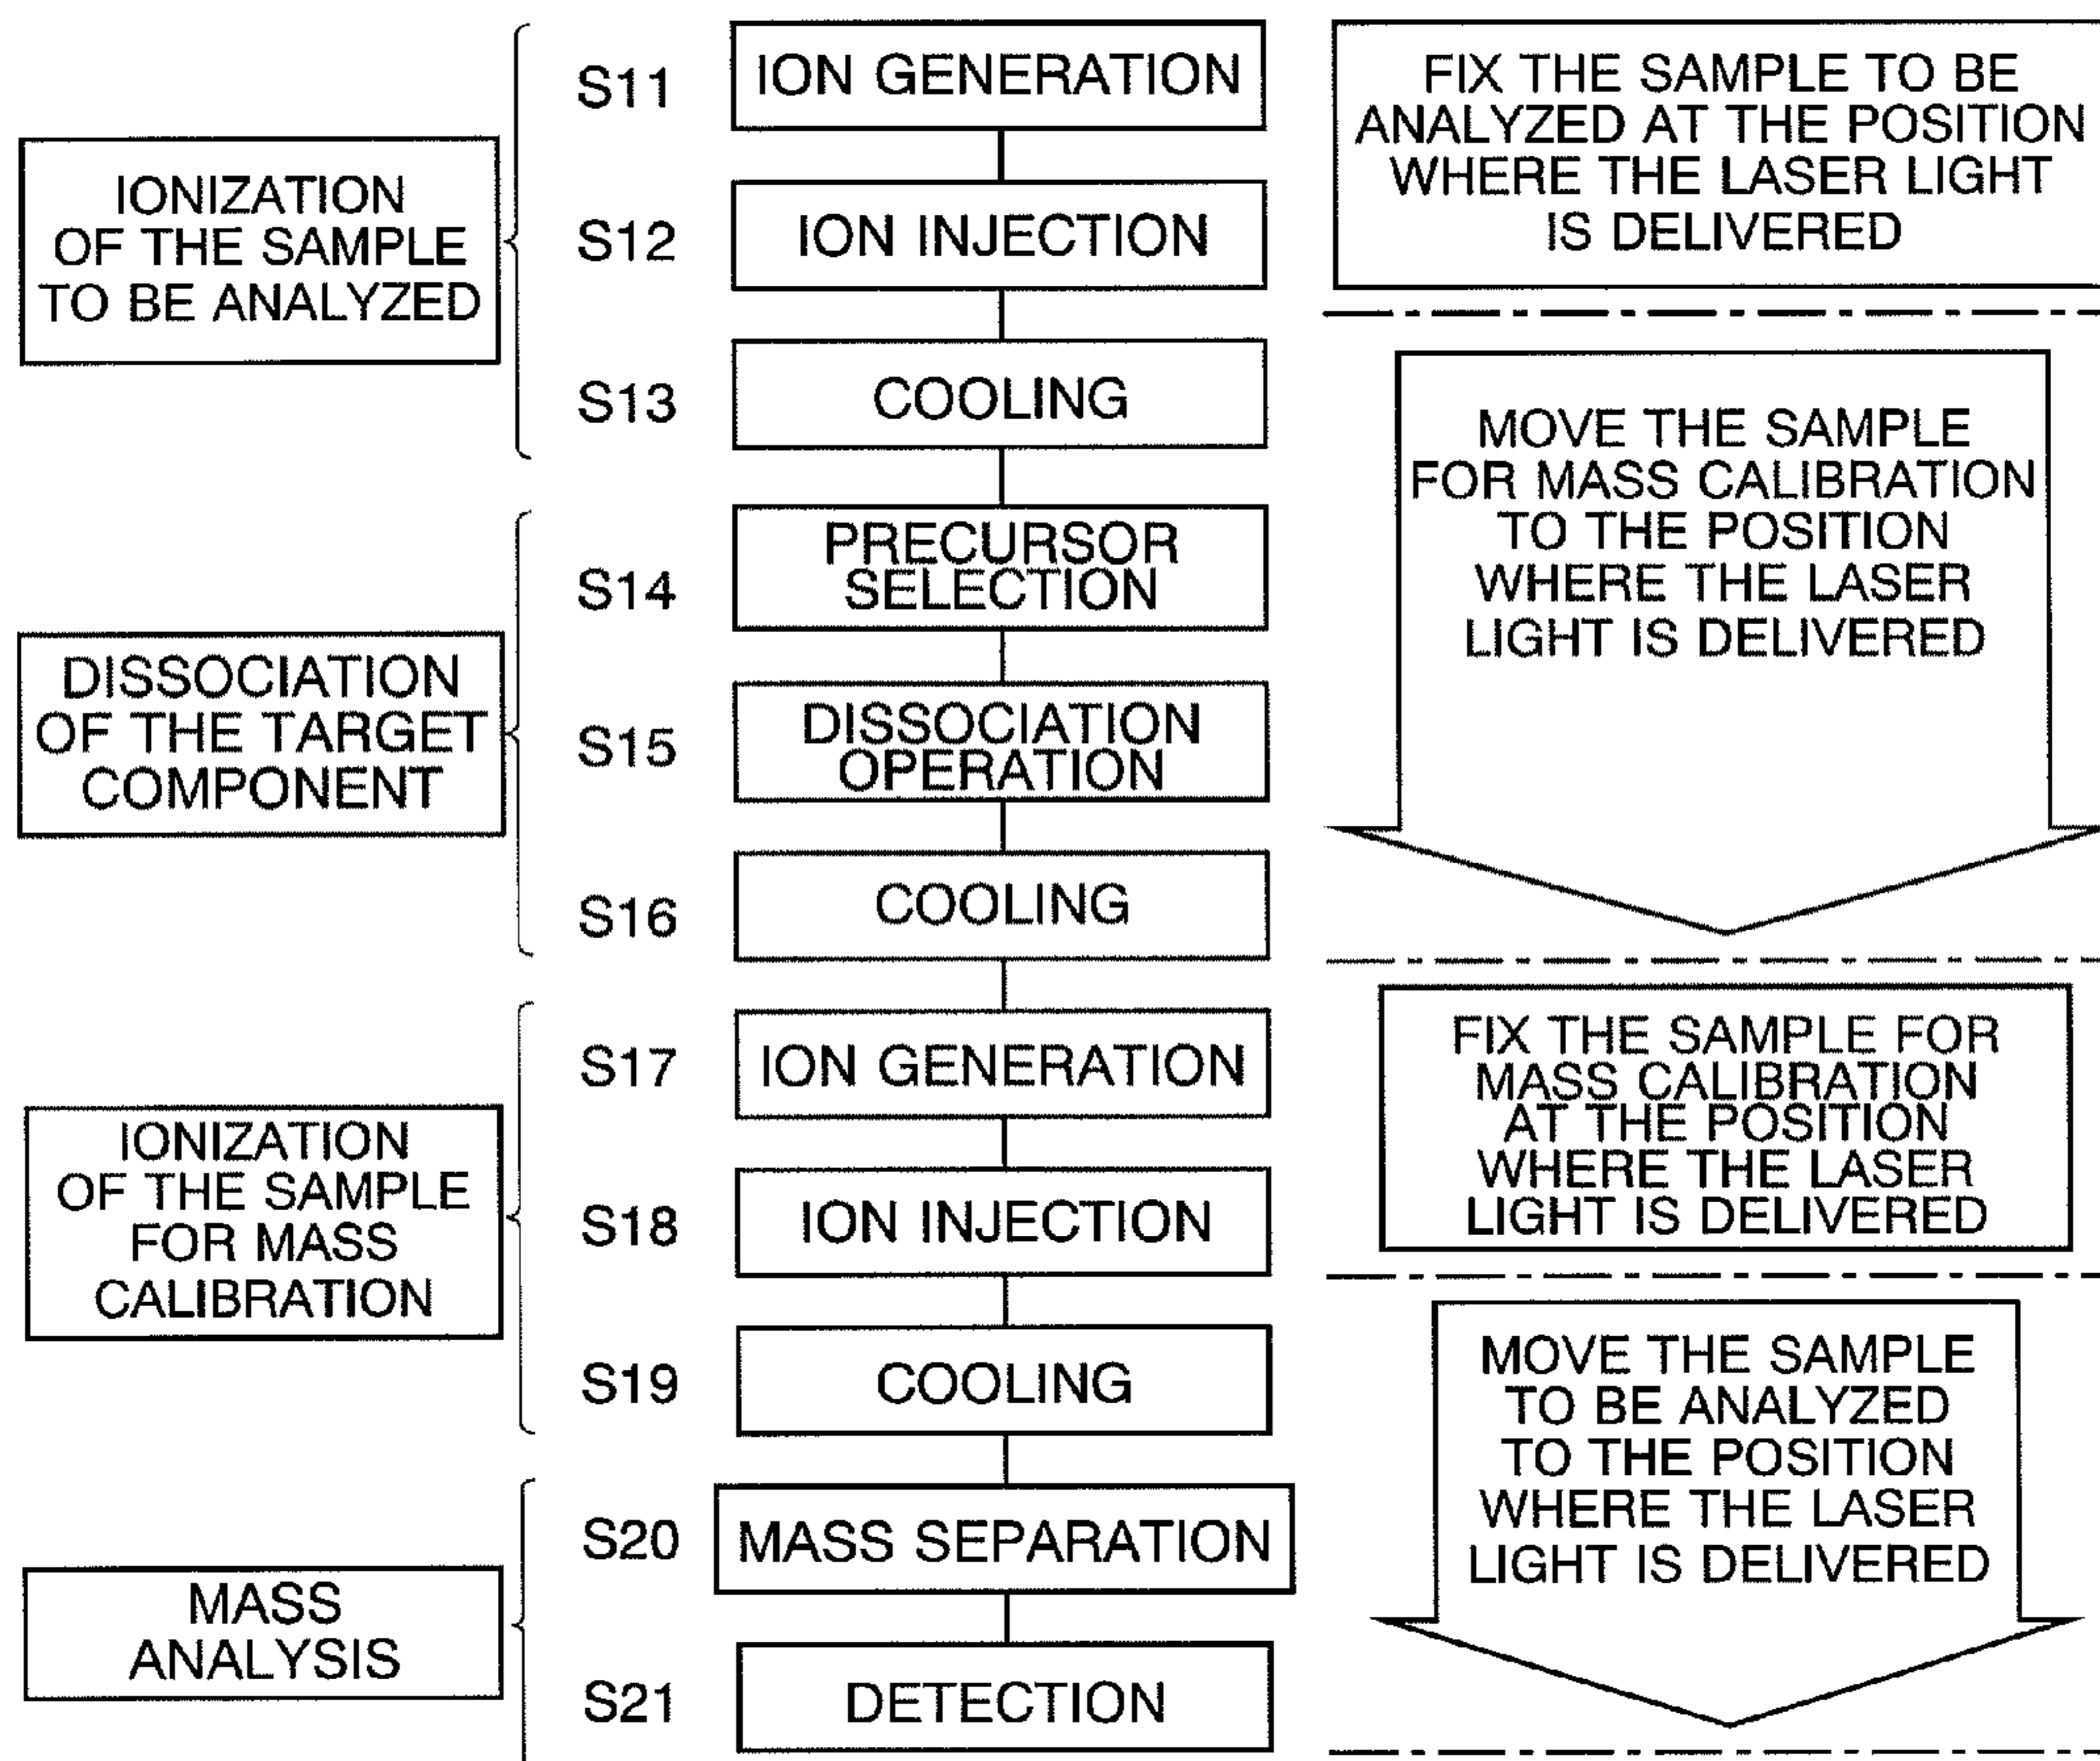 IONIZATION
OF THE SAMPLE
TO BE ANALYZED
S11
ION GENERATION
S12
ION INJECTION
S13
COOLING
FIX THE SAMPLE TO BE
ANALYZED AT THE POSITION
WHERE THE LASER LIGHT
IS DELIVERED
DISSOCIATION
OF THE TARGET
COMPONENT
S14
PRECURSOR
SELECTION
S15
DISSOCIATION
OPERATION
S16
COOLING
MOVE THE SAMPLE
FOR MASS CALIBRATION
TO THE POSITION
WHERE THE LASER
LIGHT IS DELIVERED
IONIZATION
OF THE SAMPLE
FOR MASS
CALIBRATION
S17
ION GENERATION
S18
ION INJECTION
S19
COOLING
FIX THE SAMPLE FOR
MASS CALIBRATION
AT THE POSITION
WHERE THE LASER
LIGHT IS DELIVERED
MASS
ANALYSIS
S20
MASS SEPARATION
S21
DETECTION
MOVE THE SAMPLE
TO BE ANALYZED
TO THE POSITION
WHERE THE LASER
LIGHT IS DELIVERED